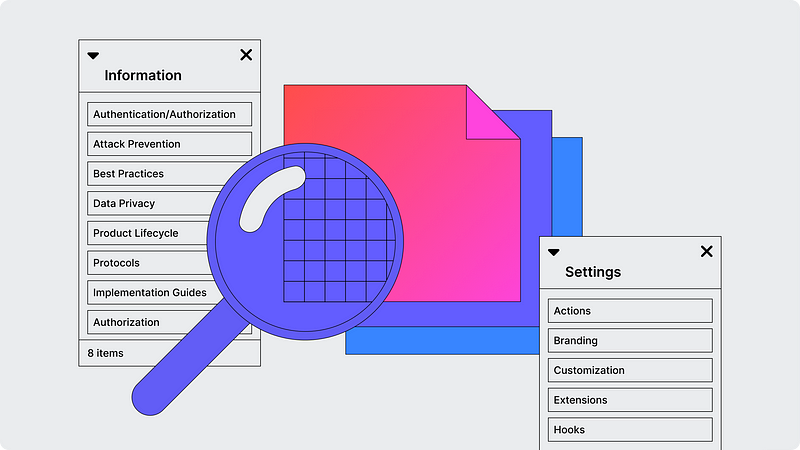 Information
Authentication/Authorization
Attack Prevention
Best Practices
Data Privacy
Product Lifecycle
Protocols
Implementation Guides
Authorization
8 items
Settings
Actions
Branding
Customization
Extensions
Hooks